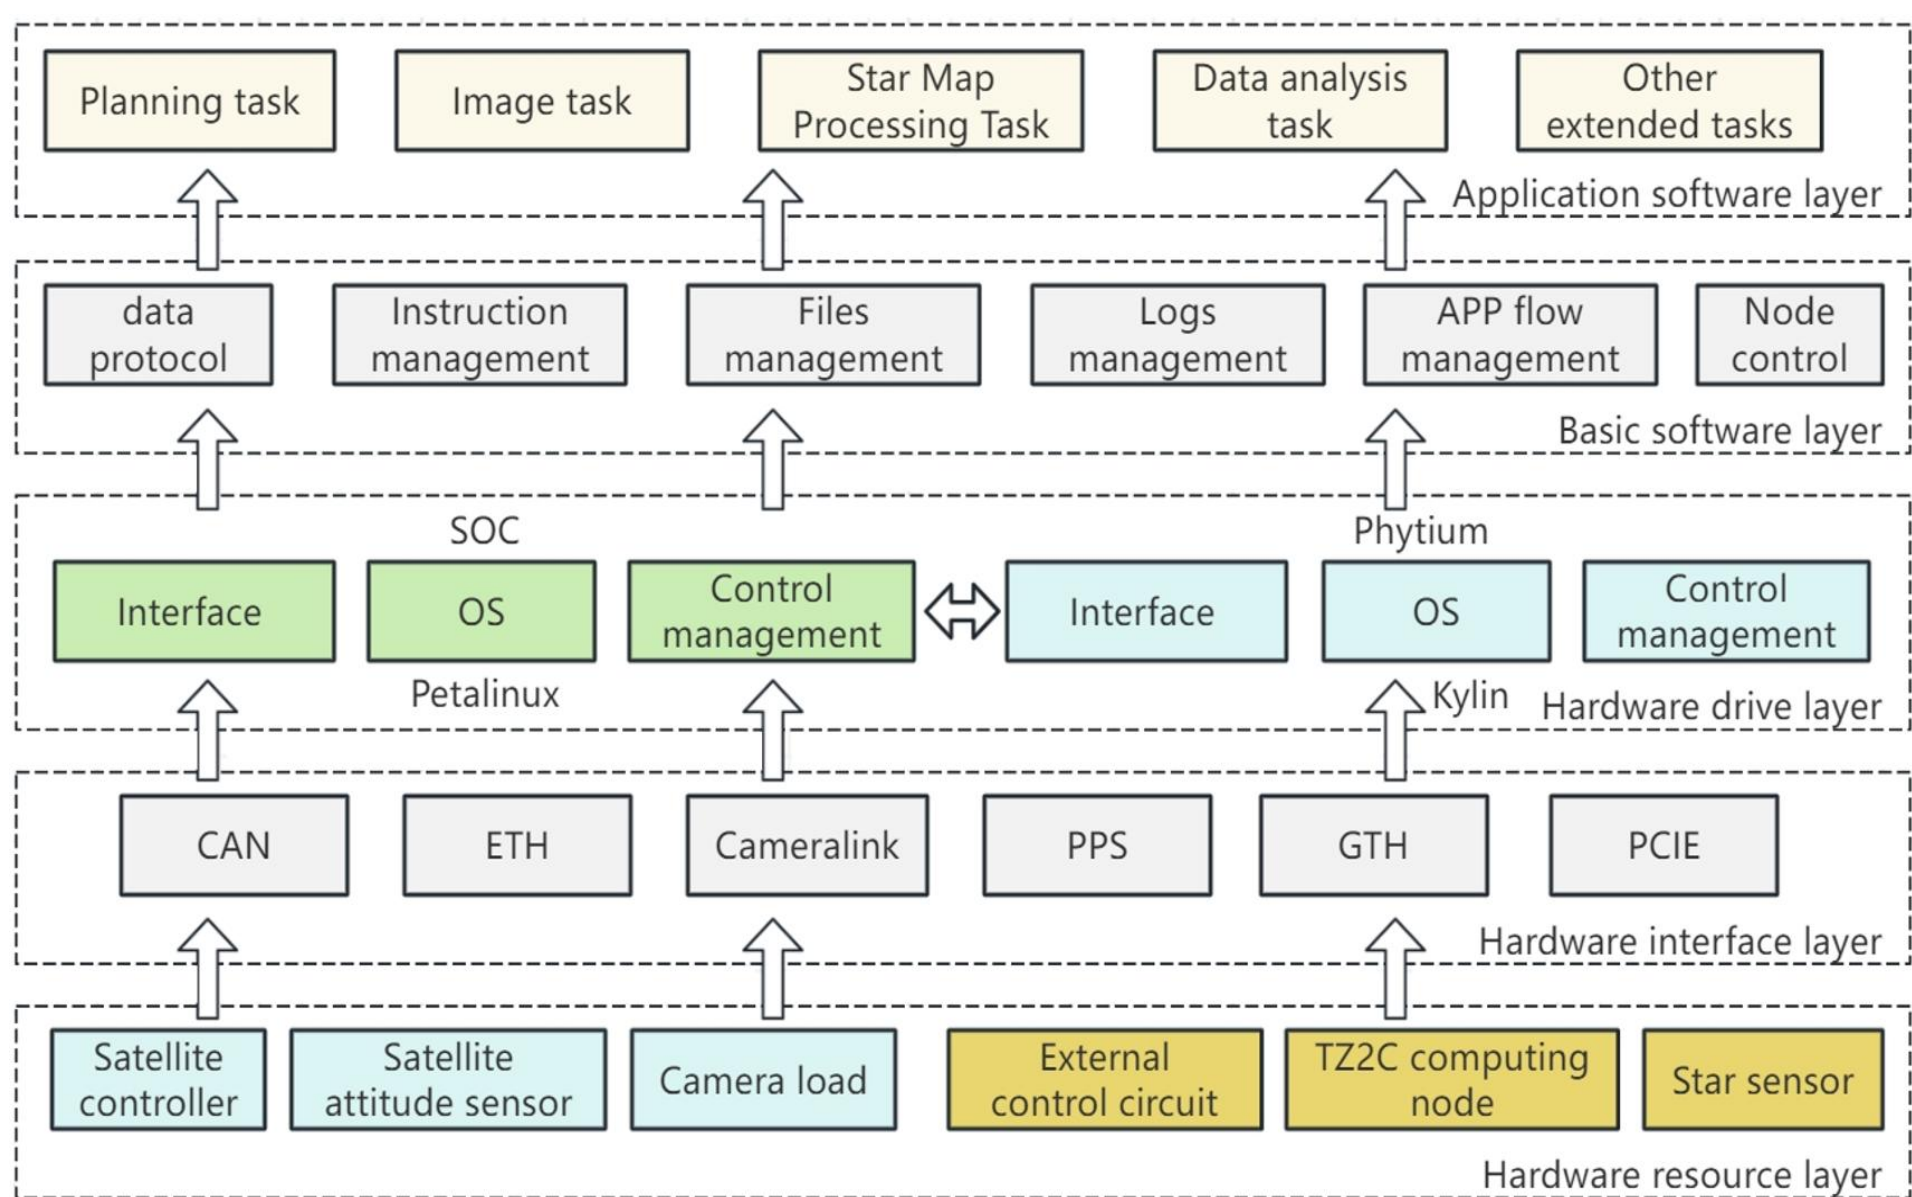 Planning task
Image task
Star Map
Processing Task
Data analysis
task
Other
extended tasks
Application software layer
data
protocol
Instruction
management
Files
management
Logs
management
APP flow
management
Node
control
Basic software layer
SOC
Phytium
Interface
OS
Control
management
Interface
OS
Control
management
Petalinux
Kylin
Hardware drive layer
CAN
ETH
Cameralink
PPS
GTH
PCIE
Hardware interface layer
Satellite
controller
Satellite
attitude sensor
Camera load
External
control circuit
TZ2C computing
node
Star sensor
Hardware resource layer